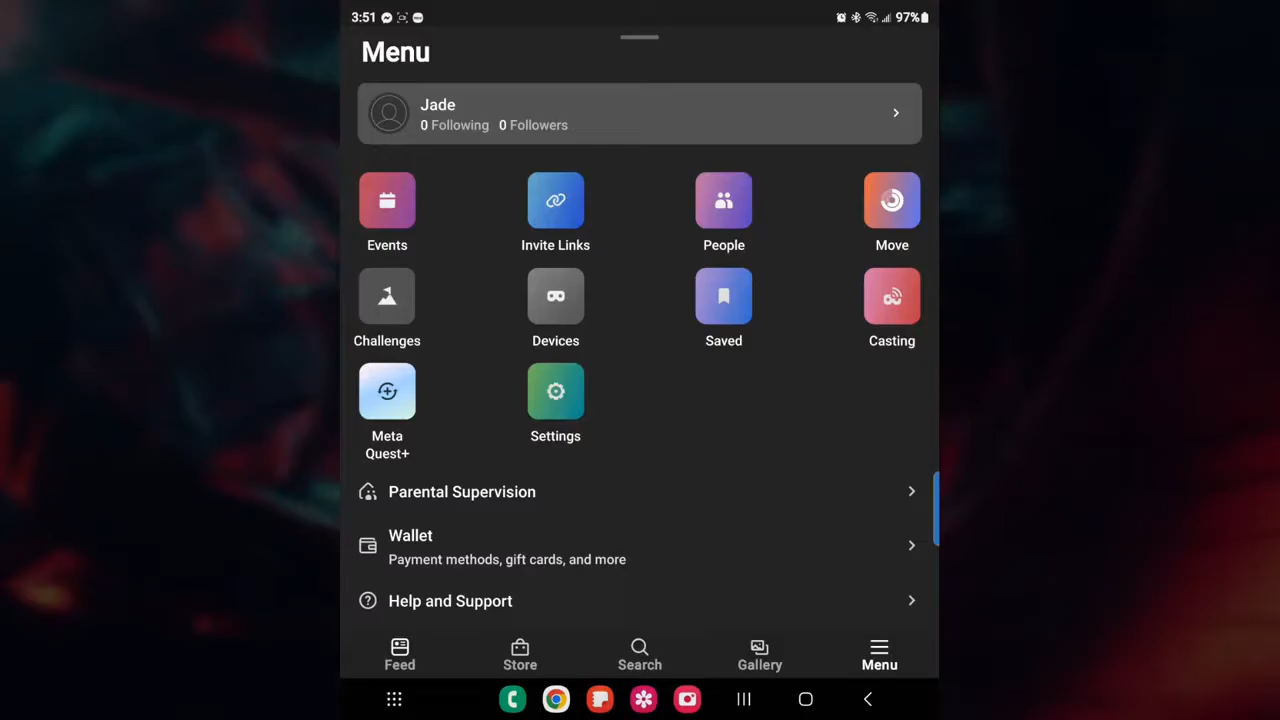 3:51
97%
Menu
Jade
0 Following 0 Followers
Events
Invite Links
People
Move
Challenges
Devices
Saved
Casting
Meta
Quest+
Settings
Parental Supervision
Wallet
Payment methods, gift cards, and more
Help and Support
Feed
Store
Search
Gallery
Menu